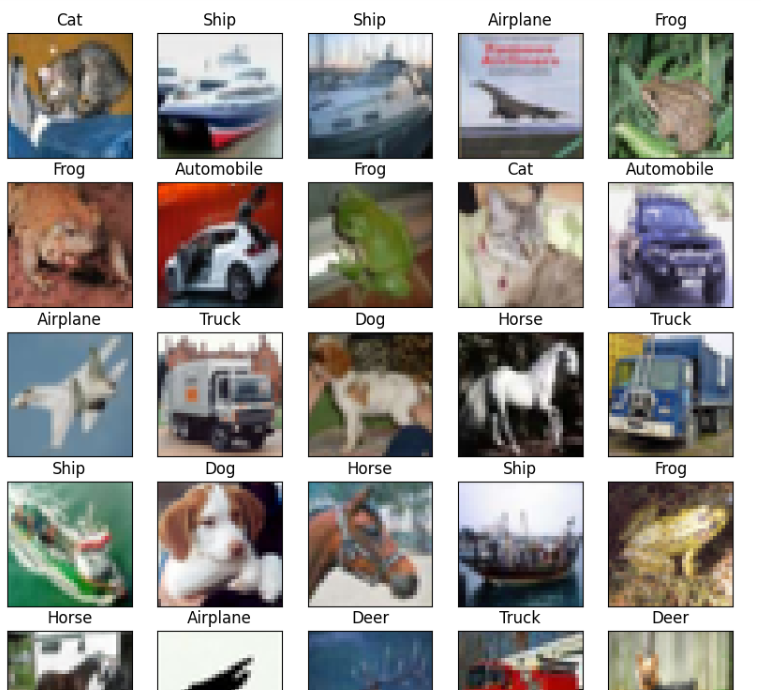 Cat Ship Ship Airplane Frog
Frog Automobile Frog Cat Automobile
Airplane Truck Dog Horse Truck
Ship Dog Horse Ship Frog
Horse Airplane Deer Truck Deer